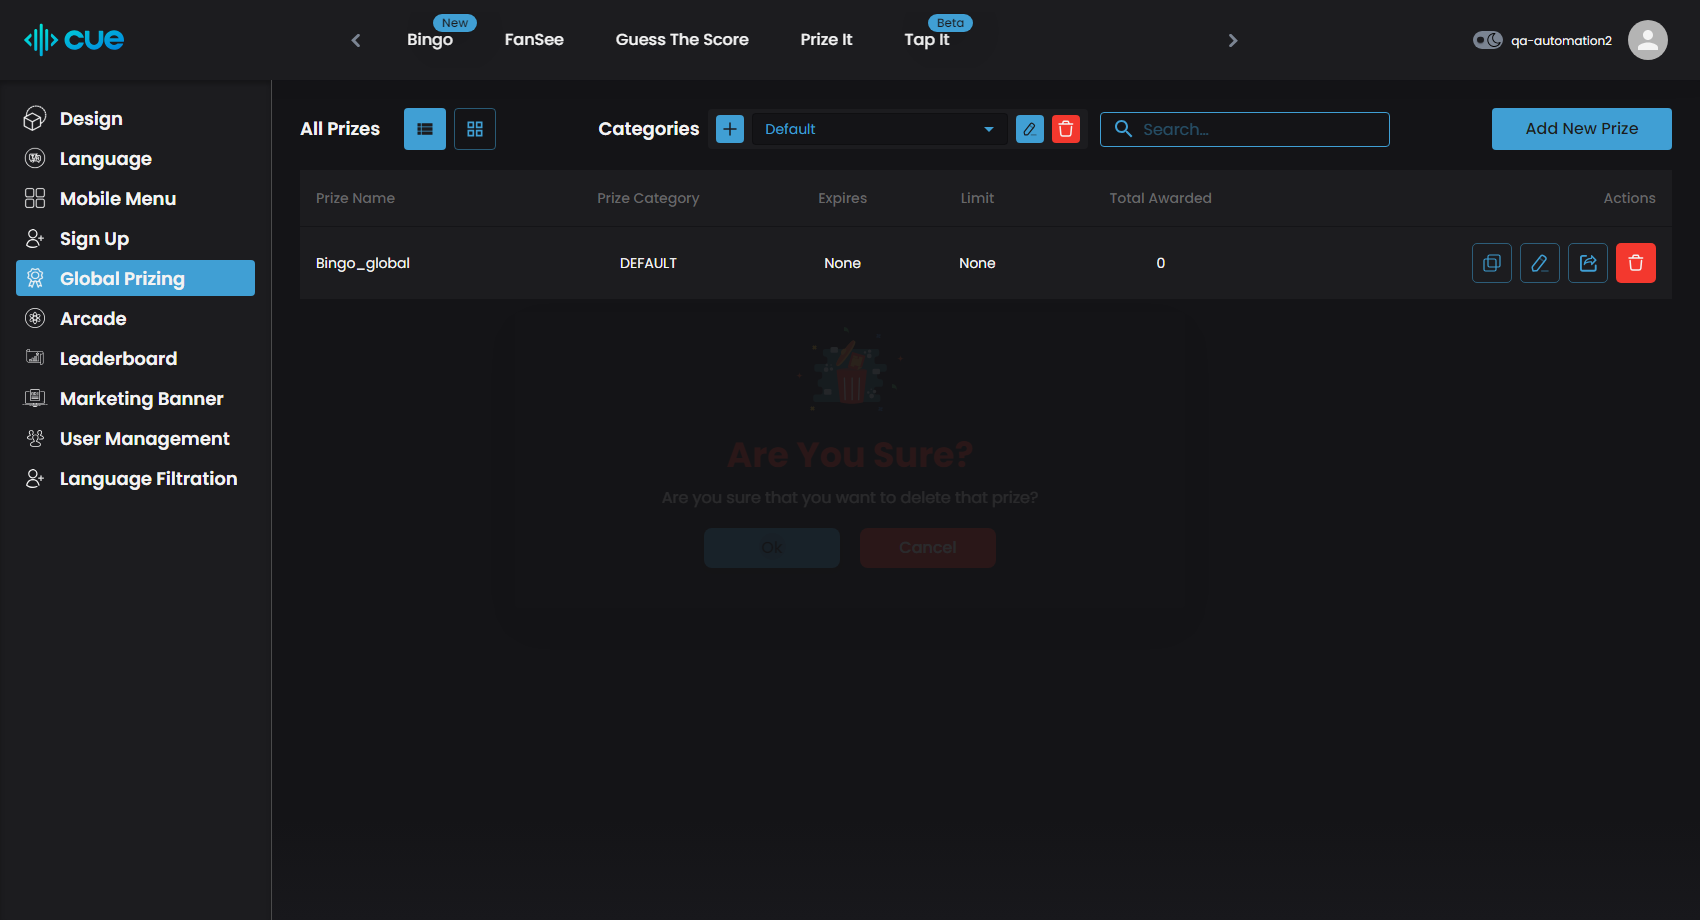 cue
Bingo New
FanSee
Guess The Score
Prize It
Tap It Beta
qa-automation2
Design
Language
Mobile Menu
Sign Up
Global Prizing
Arcade
Leaderboard
Marketing Banner
User Management
Language Filtration
All Prizes
Categories
Default
Search...
Add New Prize
Prize Name Prize Category Expires Limit Total Awarded Actions
Bingo_global DEFAULT None None 0
Are You Sure?
Are you sure that you want to delete that prize?
Ok
Cancel